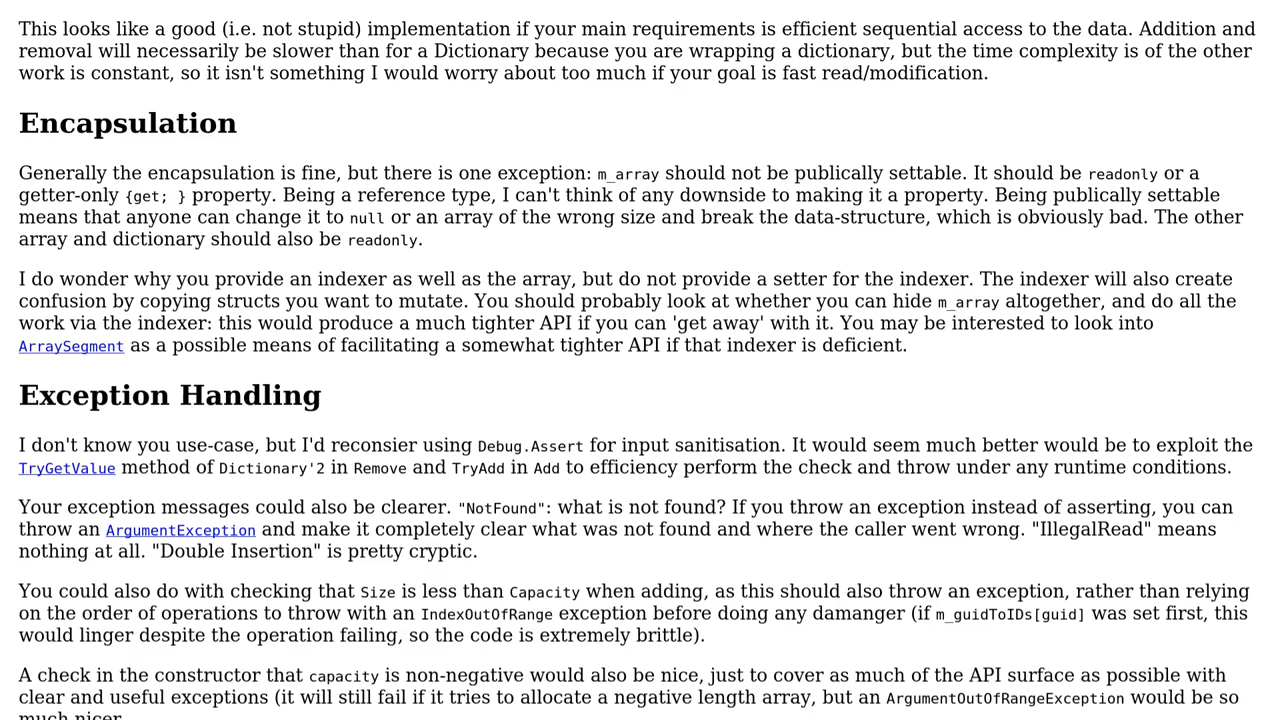 This looks like a good (i.e. not stupid) implementation if your main requirements is efficient sequential access to the data. Addition and
removal will necessarily be slower than for a Dictionary because you are wrapping a dictionary, but the time complexity is of the other
work is constant, so it isn't something I would worry about too much if your goal is fast read/modification.
Encapsulation
Generally the encapsulation is fine, but there is one exception: m_array should not be publically settable. It should be readonly or a
getter-only {get; } property. Being a reference type, I can't think of any downside to making it a property. Being publically settable
means that anyone can change it to null or an array of the wrong size and break the data-structure, which is obviously bad. The other
array and dictionary should also be readonly.
I do wonder why you provide an indexer as well as the array, but do not provide a setter for the indexer. The indexer will also create
confusion by copying structs you want to mutate. You should probably look at whether you can hide m_array altogether, and do all the
work via the indexer: this would produce a much tighter API if you can 'get away' with it. You may be interested to look into
ArraySegment as a possible means of facilitating a somewhat tighter API if that indexer is deficient.
Exception Handling
I don't know you use-case, but I'd reconsier using Debug.Assert for input sanitisation. It would seem much better would be to exploit the
TryGetValue method of Dictionary'2 in Remove and TryAdd in Add to efficiency perform the check and throw under any runtime conditions.
Your exception messages could also be clearer. "NotFound": what is not found? If you throw an exception instead of asserting, you can
throw an ArgumentException and make it completely clear what was not found and where the caller went wrong. "IllegalRead" means
nothing at all. "Double Insertion" is pretty cryptic.
You could also do with checking that Size is less than Capacity when adding, as this should also throw an exception, rather than relying
on the order of operations to throw with an IndexOutOfRange exception before doing any damanger (if m_guidToIDs[guid] was set first, this
would linger despite the operation failing, so the code is extremely brittle).
A check in the constructor that capacity is non-negative would also be nice, just to cover as much of the API surface as possible with
clear and useful exceptions (it will still fail if it tries to allocate a negative length array, but an ArgumentOutOfRangeException would be so
much nicer